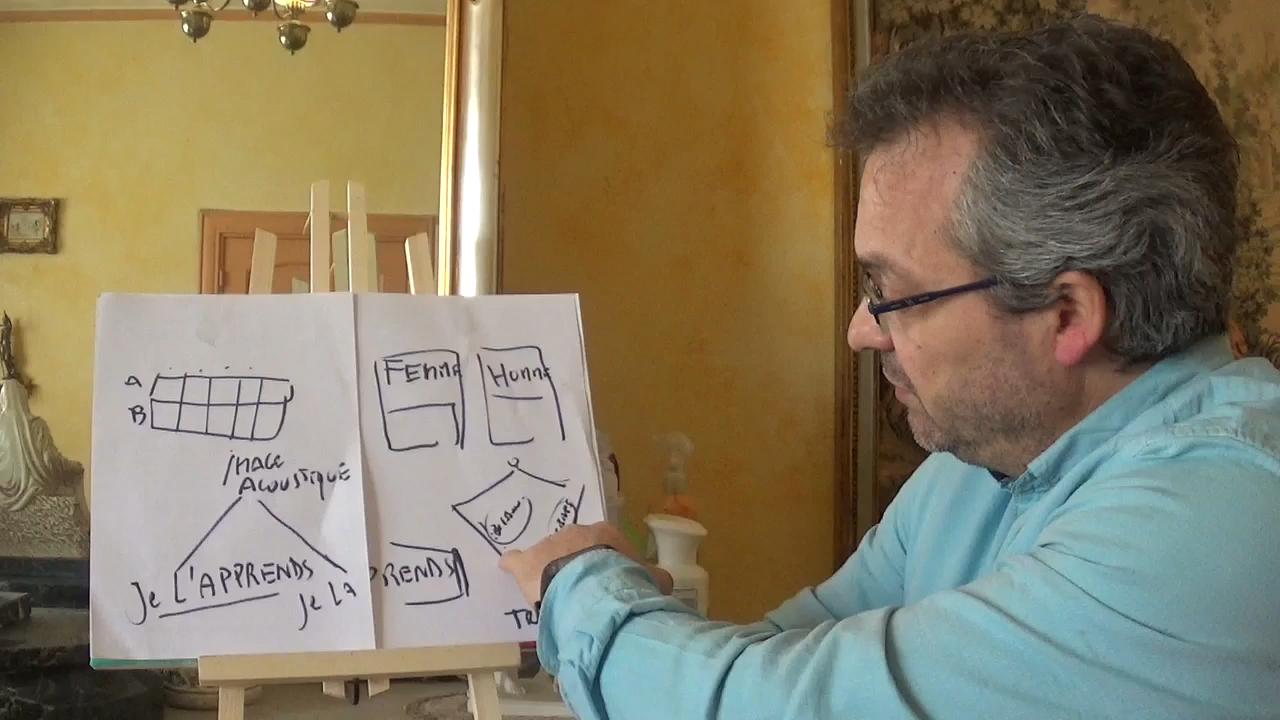 A
B
IMAGE
ACOUSTIQUE
Je L'APPRENDS
Je LA
FEMME
HOMME
PRENDS